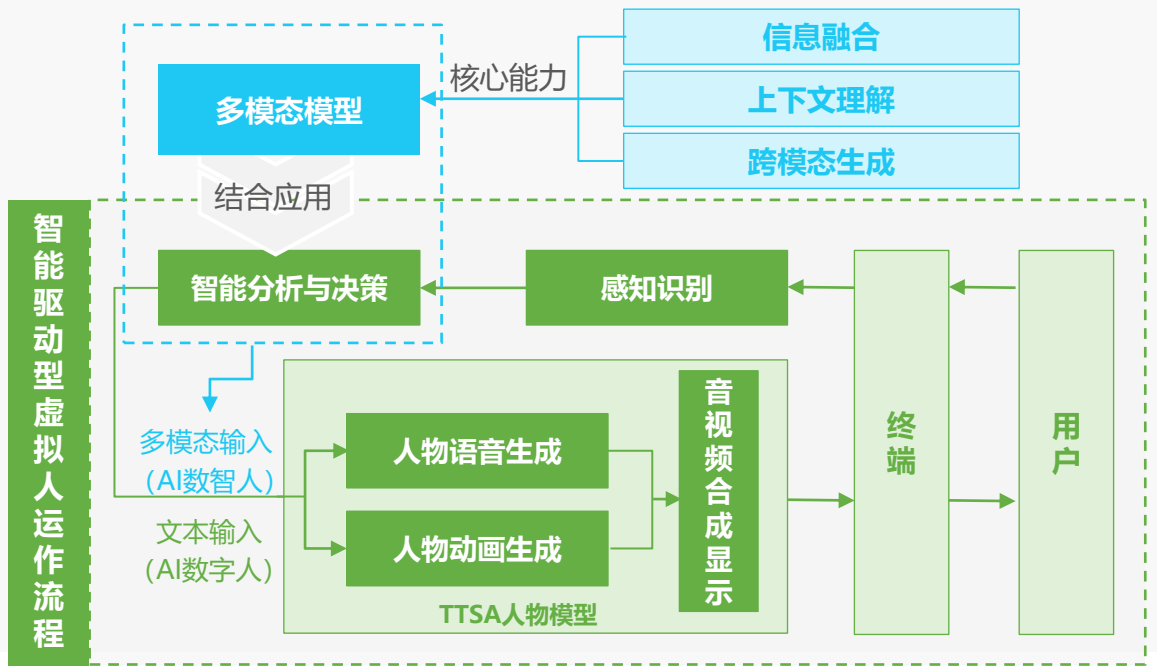 信息融合
核心能力
多模态模型
上下文理解
跨模态生成
结合应用
智能驱动型虚拟人运作流程
智能分析与决策
感知识别
终端
用户
多模态输入
（AI数智人）
文本输入
（AI数字人）
人物语音生成
人物动画生成
音视频合成显示
TTSA人物模型